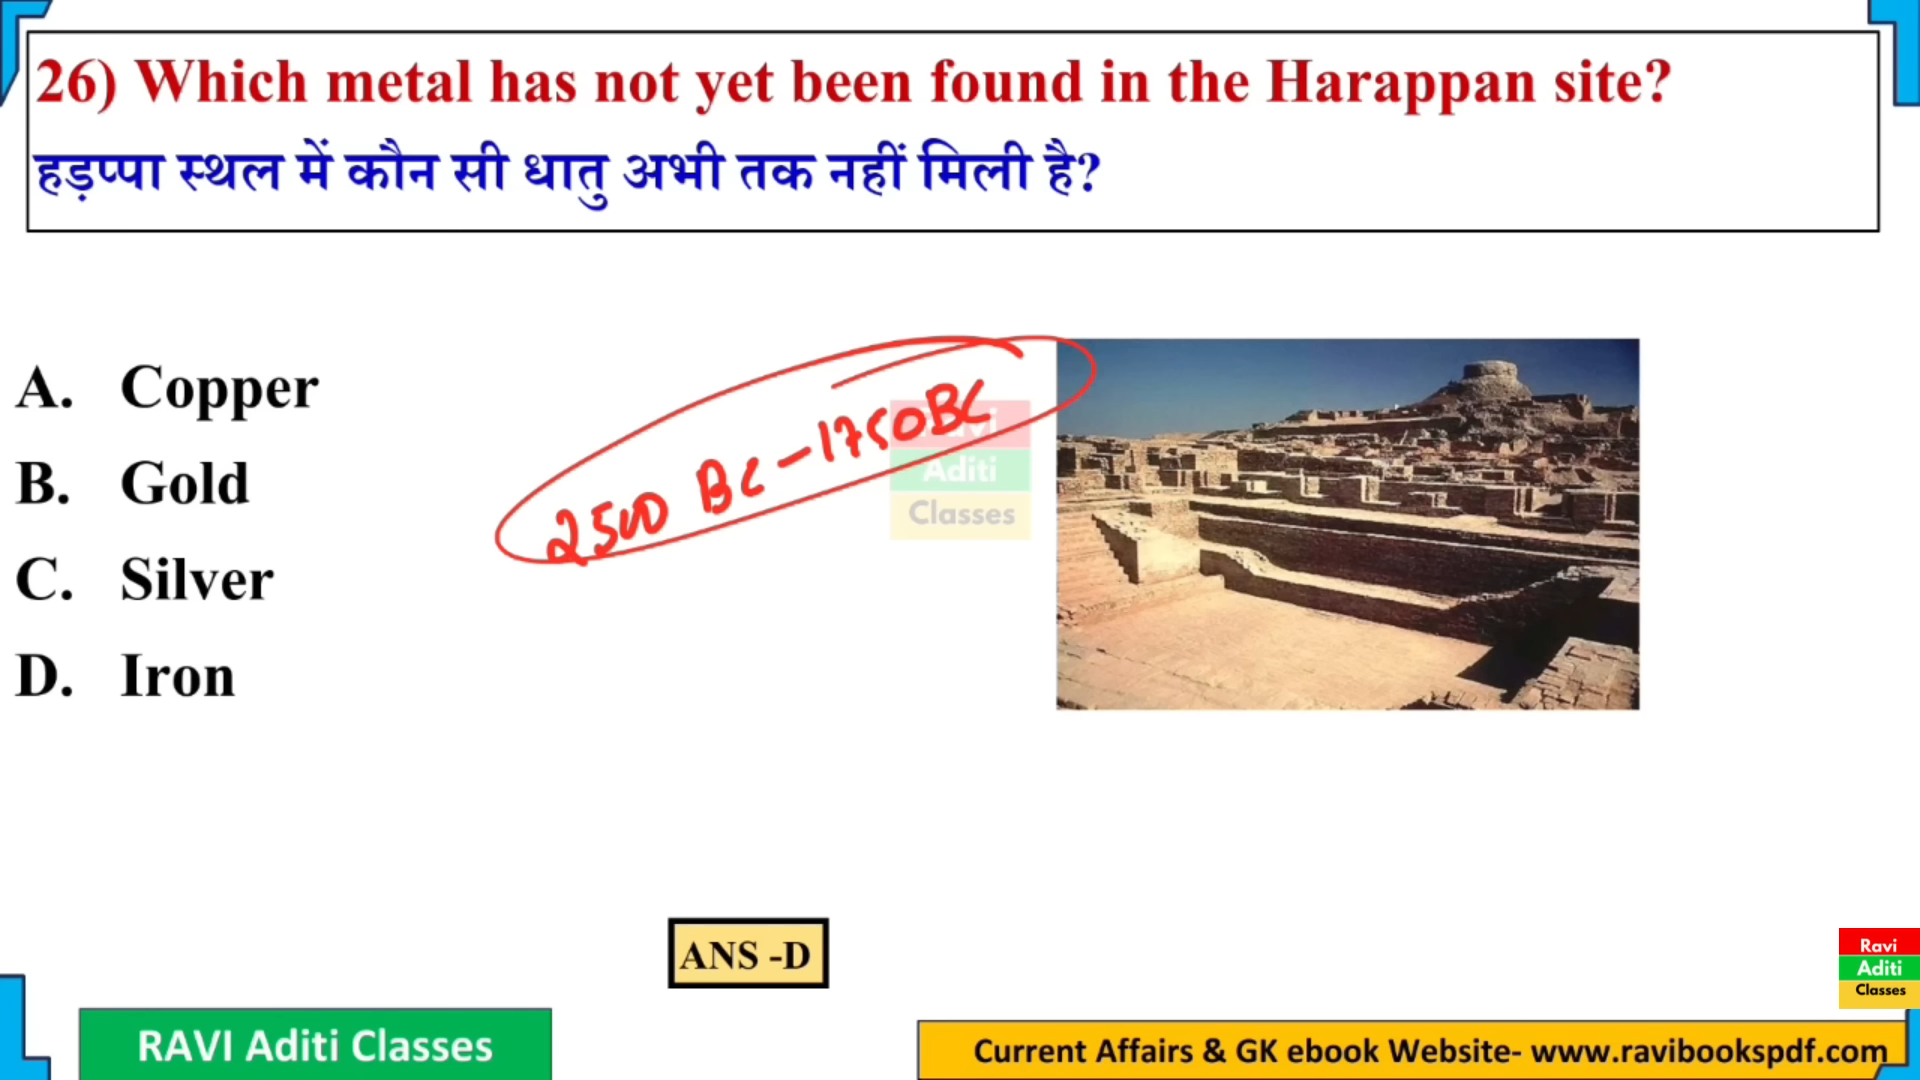 26) Which metal has not yet been found in the Harappan site?
हड़प्पा स्थल में कौन सी धातु अभी तक नहीं मिली है?
A. Copper
B. Gold
C. Silver
D. Iron
2500 BC-1750BC
Ravi
Aditi
Classes
ANS -D
Ravi
Aditi
Classes
RAVI Aditi Classes
Current Affairs & GK ebook Website- www.ravibookspdf.com